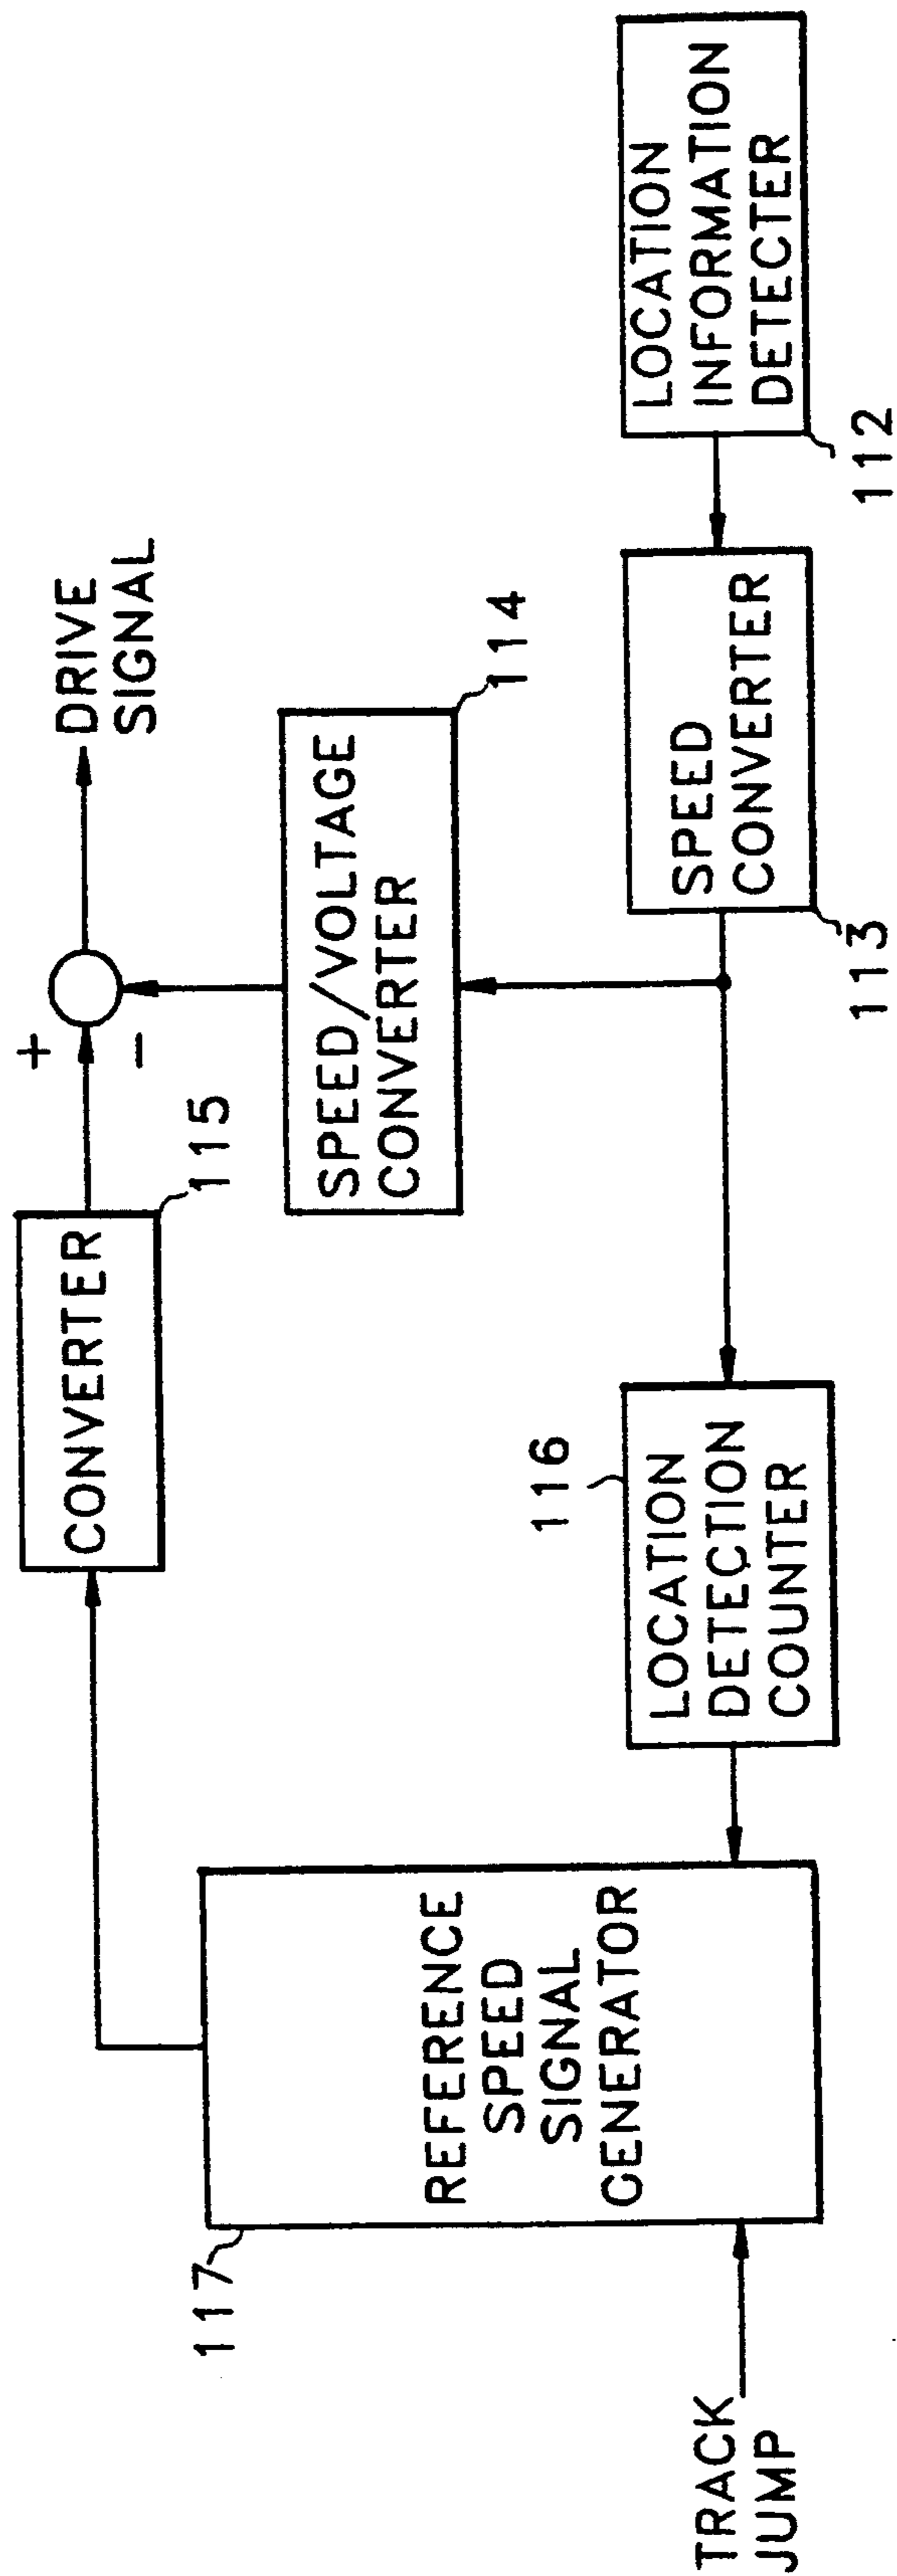 CONVERTER
115
+
-
DRIVE
SIGNAL
117
REFERENCE
SPEED
SIGNAL
GENERATOR
SPEED/VOLTAGE
CONVERTER
114
116
LOCATION
DETECTION
COUNTER
SPEED
CONVERTER
113
LOCATION
INFORMATION
DETECTER
112
TRACK
JUMP